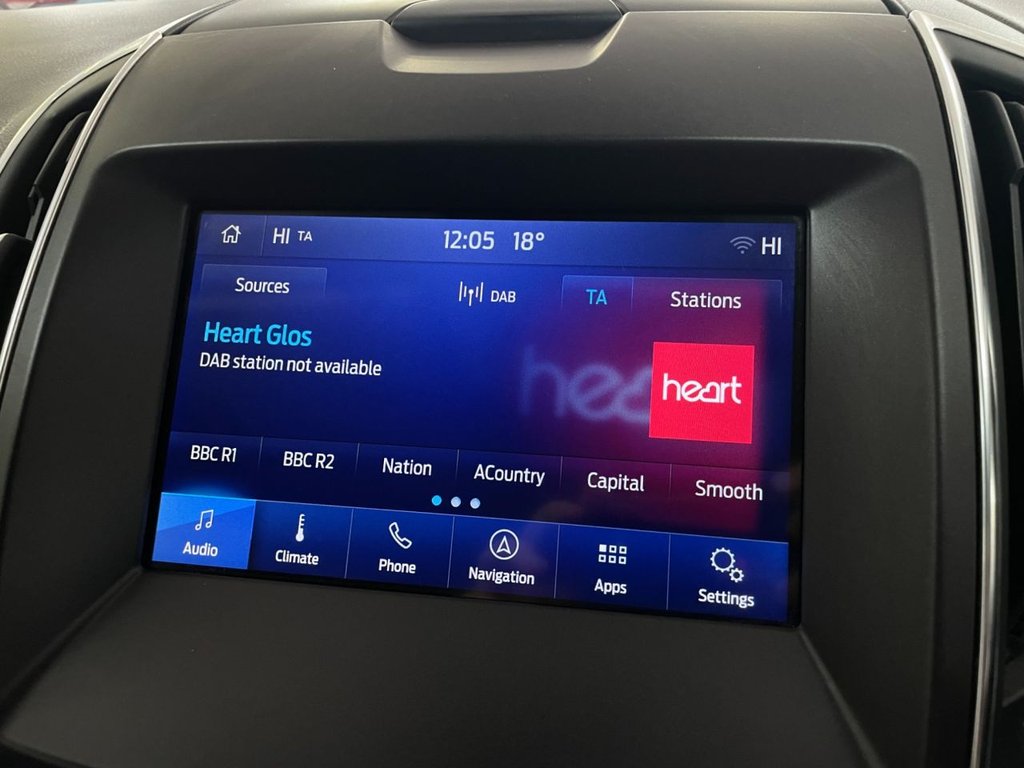 HI TA 12:05 18° HI
Sources DAB TA Stations
Heart Glos
DAB station not available
heart
BBC R1 BBC R2 Nation ACountry Capital Smooth
Audio Climate Phone Navigation Apps Settings